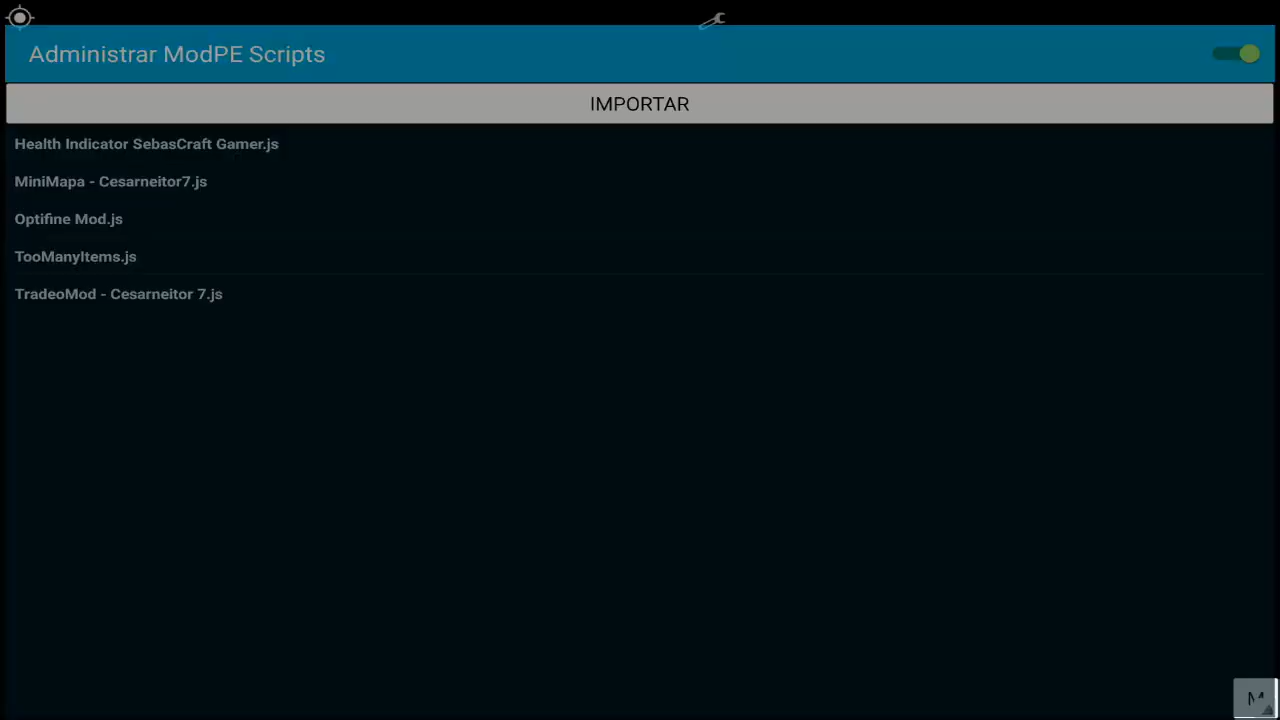 Administrar ModPE Scripts
IMPORTAR
Health Indicator SebasCraft Gamer.js
MiniMapa - Cesarneitor7.js
Optifine Mod.js
TooManyItems.js
TradeoMod - Cesarneitor 7.js
M